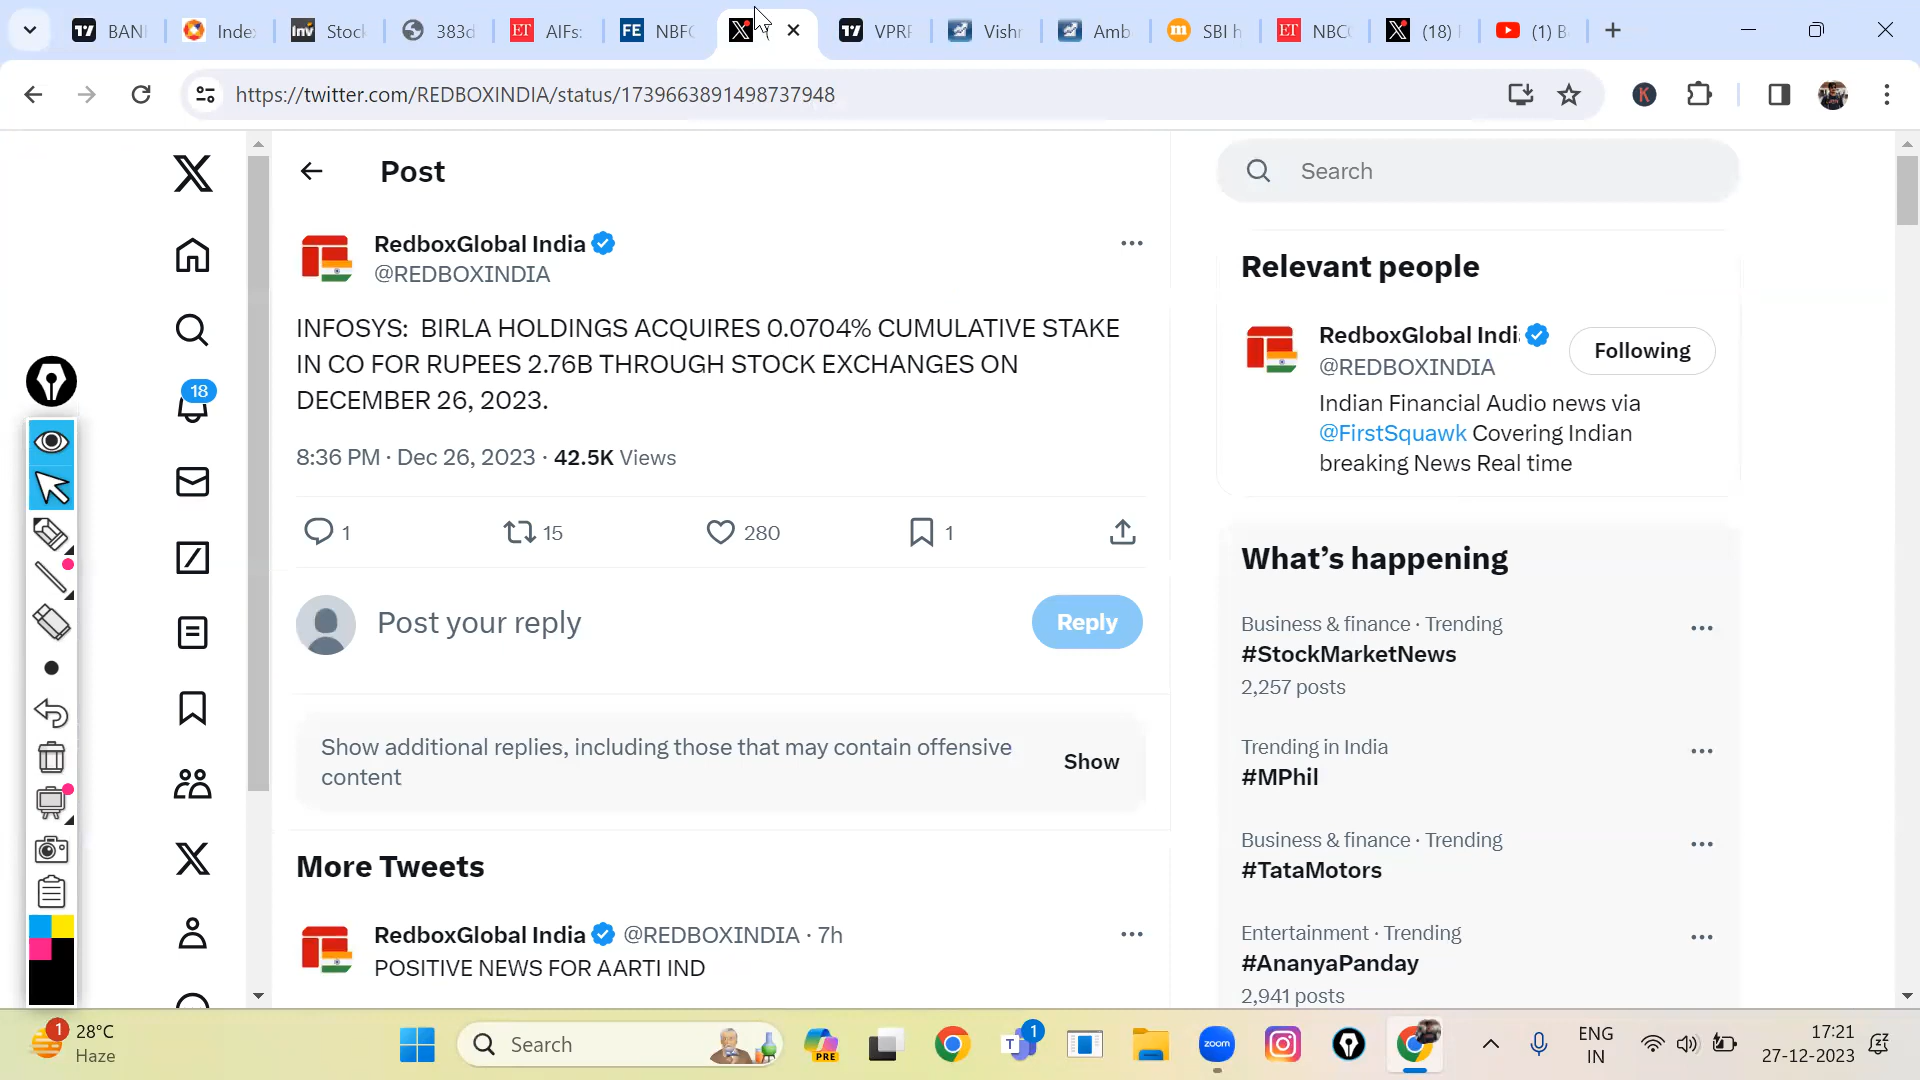 BAN
Inde
Stoc
383d
AIFs:
NBFC
VPRF
Vish
Amb
SBI h
NBC
(18)
(1) B
https://twitter.com/REDBOXINDIA/status/1739663891498737948
Post
RedboxGlobal India
@REDBOXINDIA
INFOSYS: BIRLA HOLDINGS ACQUIRES 0.0704% CUMULATIVE STAKE
IN CO FOR RUPEES 2.76B THROUGH STOCK EXCHANGES ON
DECEMBER 26, 2023.
8:36 PM · Dec 26, 2023 · 42.5K Views
1
15
280
1
Post your reply
Reply
Show additional replies, including those that may contain offensive
content
Show
More Tweets
RedboxGlobal India @REDBOXINDIA · 7h
POSITIVE NEWS FOR AARTI IND
18
Search
Relevant people
RedboxGlobal Indi
@REDBOXINDIA
Following
Indian Financial Audio news via
@FirstSquawk Covering Indian
breaking News Real time
What's happening
Business & finance · Trending
#StockMarketNews
2,257 posts
Trending in India
#MPhil
Business & finance · Trending
#TataMotors
Entertainment · Trending
#AnanyaPanday
2,941 posts
1
28°C
Haze
Search
PRE
1
zoom
ENG
IN
17:21
27-12-2023